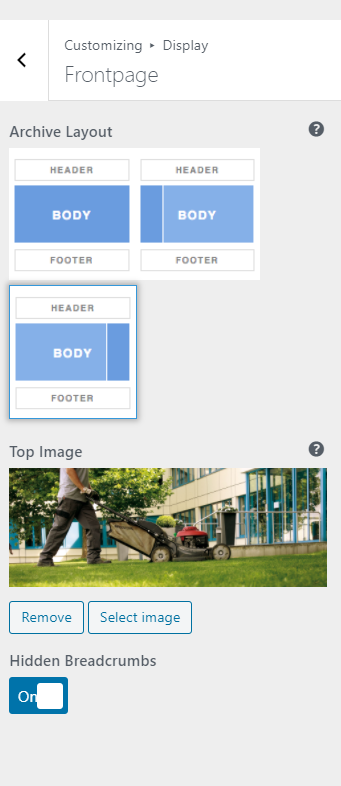 Customizing ▸ Display
Frontpage
Archive Layout
HEADER HEADER
BODY BODY
FOOTER FOOTER
HEADER
BODY
FOOTER
Top Image
Remove Select image
Hidden Breadcrumbs
On